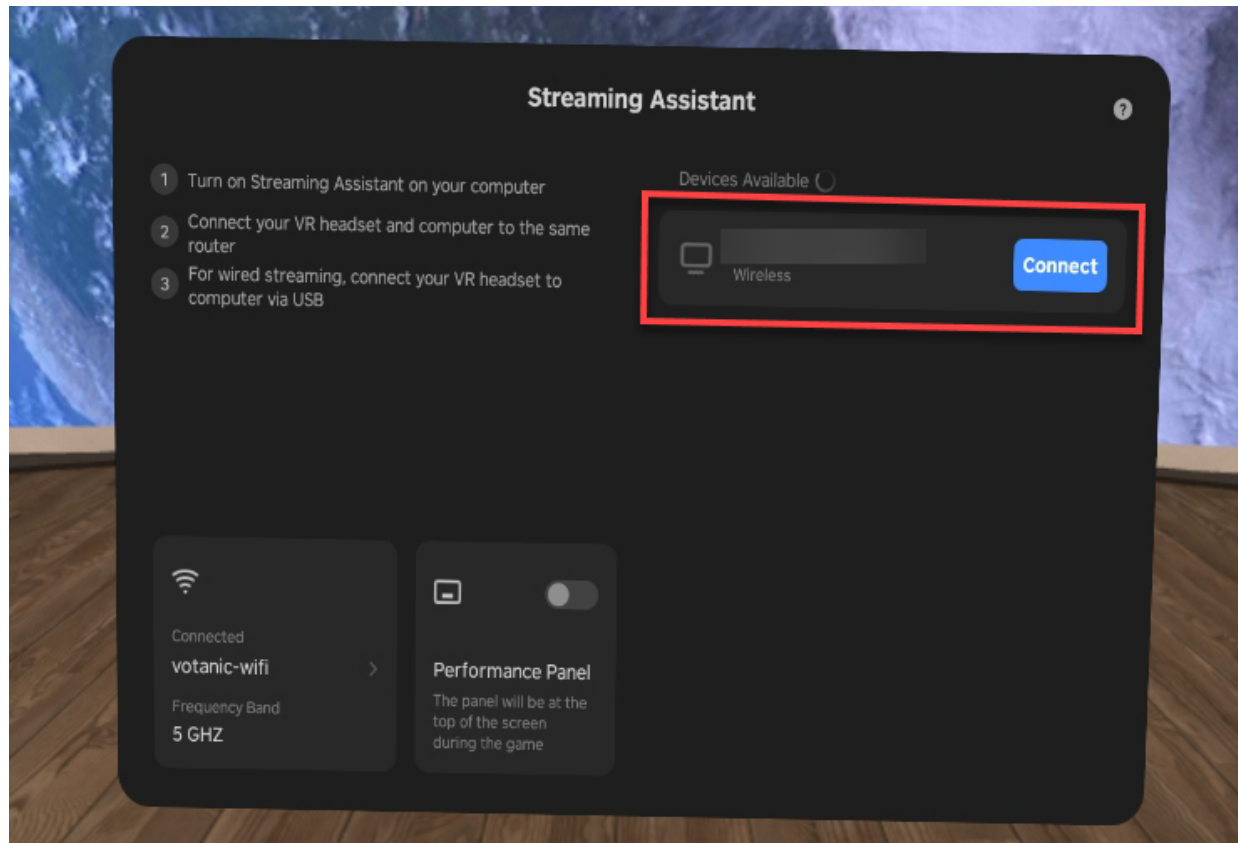 Streaming Assistant
?
1 Turn on Streaming Assistant on your computer
2 Connect your VR headset and computer to the same
router
3 For wired streaming, connect your VR headset to
computer via USB
Devices Available
Wireless
Connect
Connected
votanic-wifi
Frequency Band
5 GHZ
Performance Panel
The panel will be at the
top of the screen
during the game